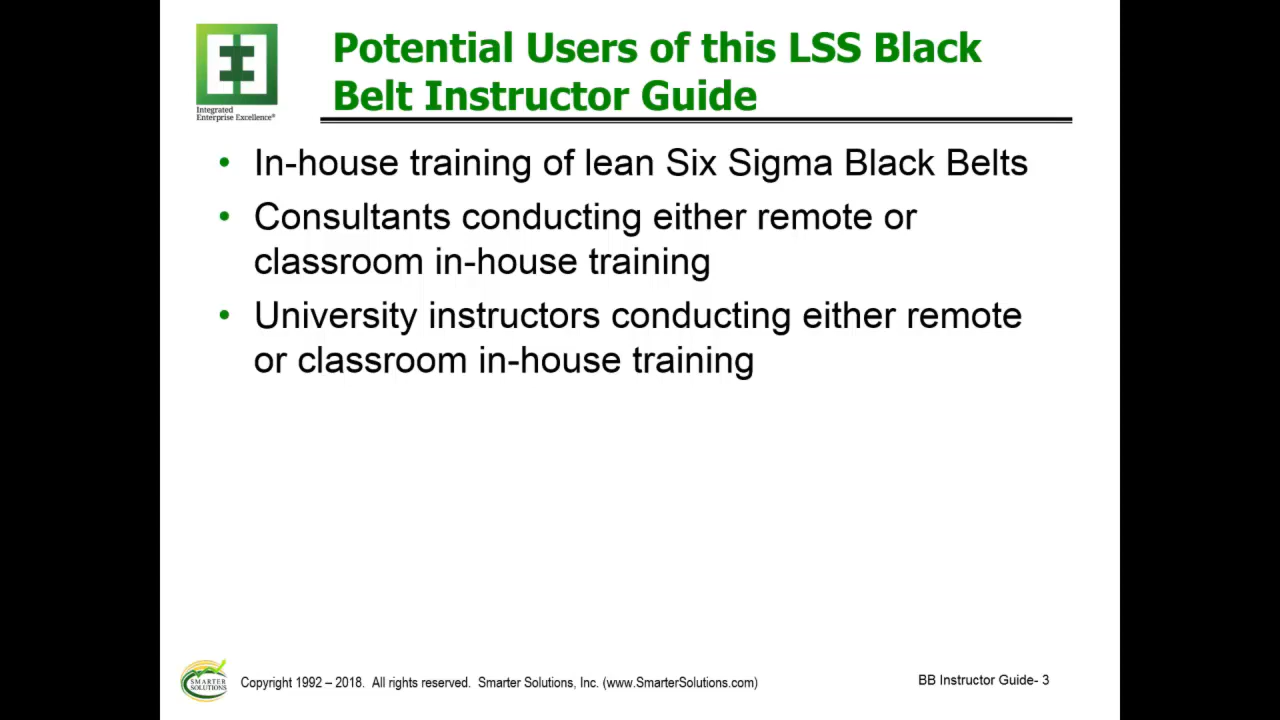 Potential Users of this LSS Black
Belt Instructor Guide
Integrated
Enterprise Excellence®
• In-house training of lean Six Sigma Black Belts
• Consultants conducting either remote or
classroom in-house training
• University instructors conducting either remote
or classroom in-house training
SMARTER
SOLUTIONS
Copyright 1992 – 2018. All rights reserved. Smarter Solutions, Inc. (www.SmarterSolutions.com)
BB Instructor Guide- 3